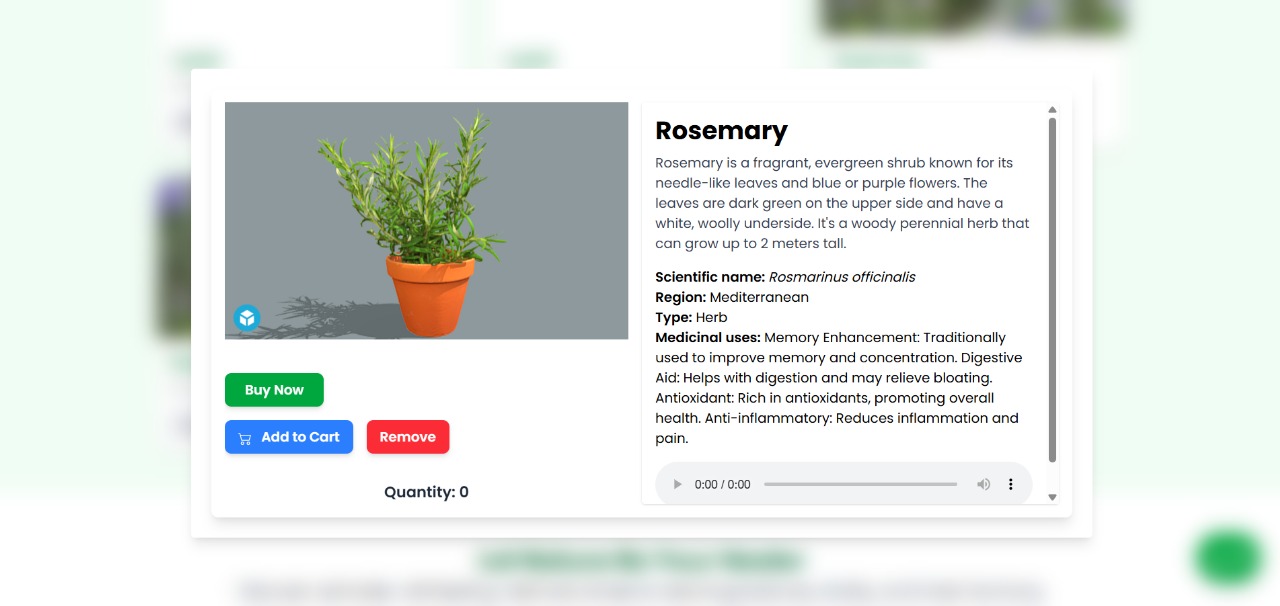 Rosemary
Rosemary is a fragrant, evergreen shrub known for its
needle-like leaves and blue or purple flowers. The
leaves are dark green on the upper side and have a
white, woolly underside. It's a woody perennial herb that
can grow up to 2 meters tall.
Scientific name: Rosmarinus officinalis
Region: Mediterranean
Type: Herb
Medicinal uses: Memory Enhancement: Traditionally
used to improve memory and concentration. Digestive
Aid: Helps with digestion and may relieve bloating.
Antioxidant: Rich in antioxidants, promoting overall
health. Anti-inflammatory: Reduces inflammation and
pain.
0:00 / 0:00
Buy Now
Add to Cart
Remove
Quantity: 0